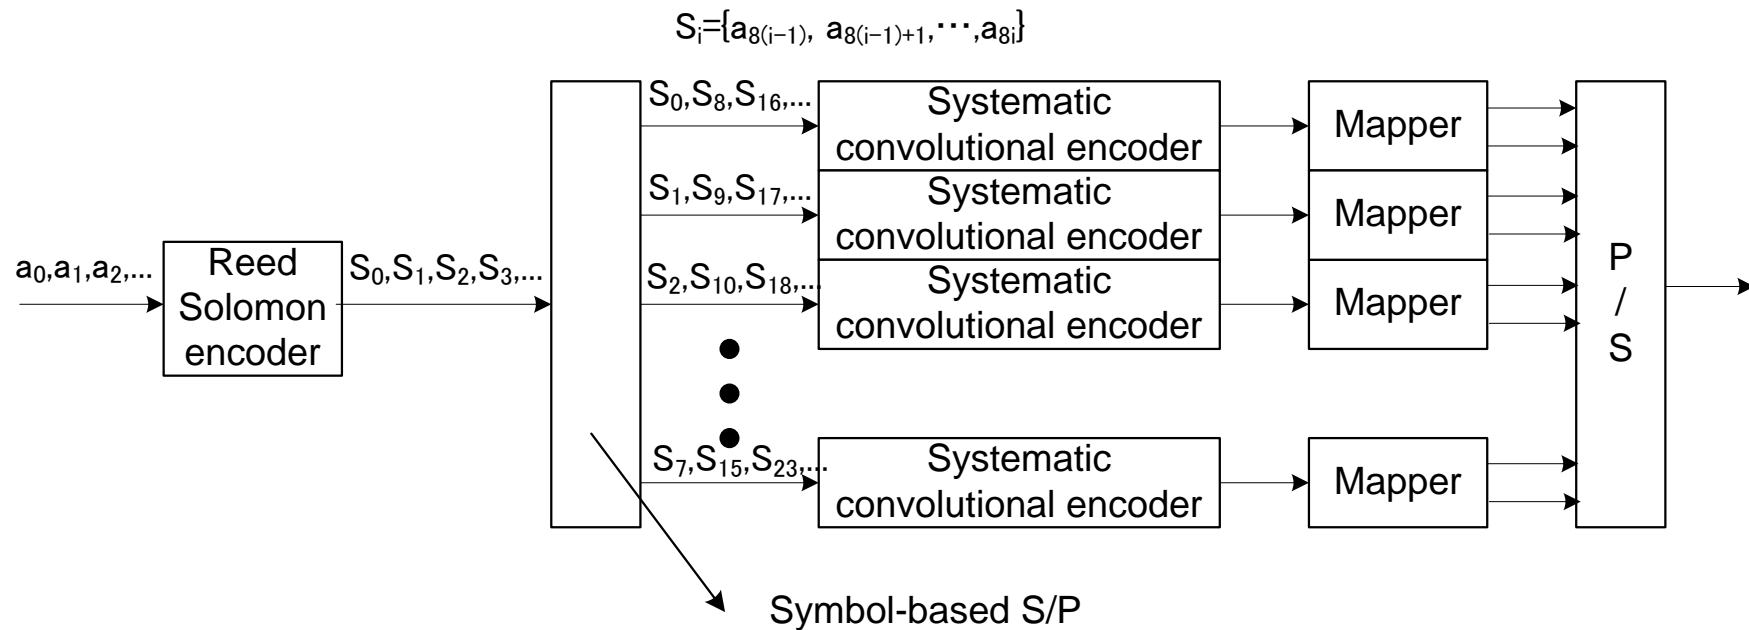 Sᵢ={a₈₍ᵢ₋₁₎, a₈₍ᵢ₋₁₎₊₁,⋯,a₈ᵢ}
S₀,S₈,S₁₆,...
Systematic
convolutional encoder
Mapper
S₁,S₉,S₁₇,...
Systematic
convolutional encoder
Mapper
a₀,a₁,a₂,...
Reed
Solomon
encoder
S₀,S₁,S₂,S₃,...
S₂,S₁₀,S₁₈,...
Systematic
convolutional encoder
Mapper
P
/
S
S₇,S₁₅,S₂₃,...
Systematic
convolutional encoder
Mapper
Symbol-based S/P